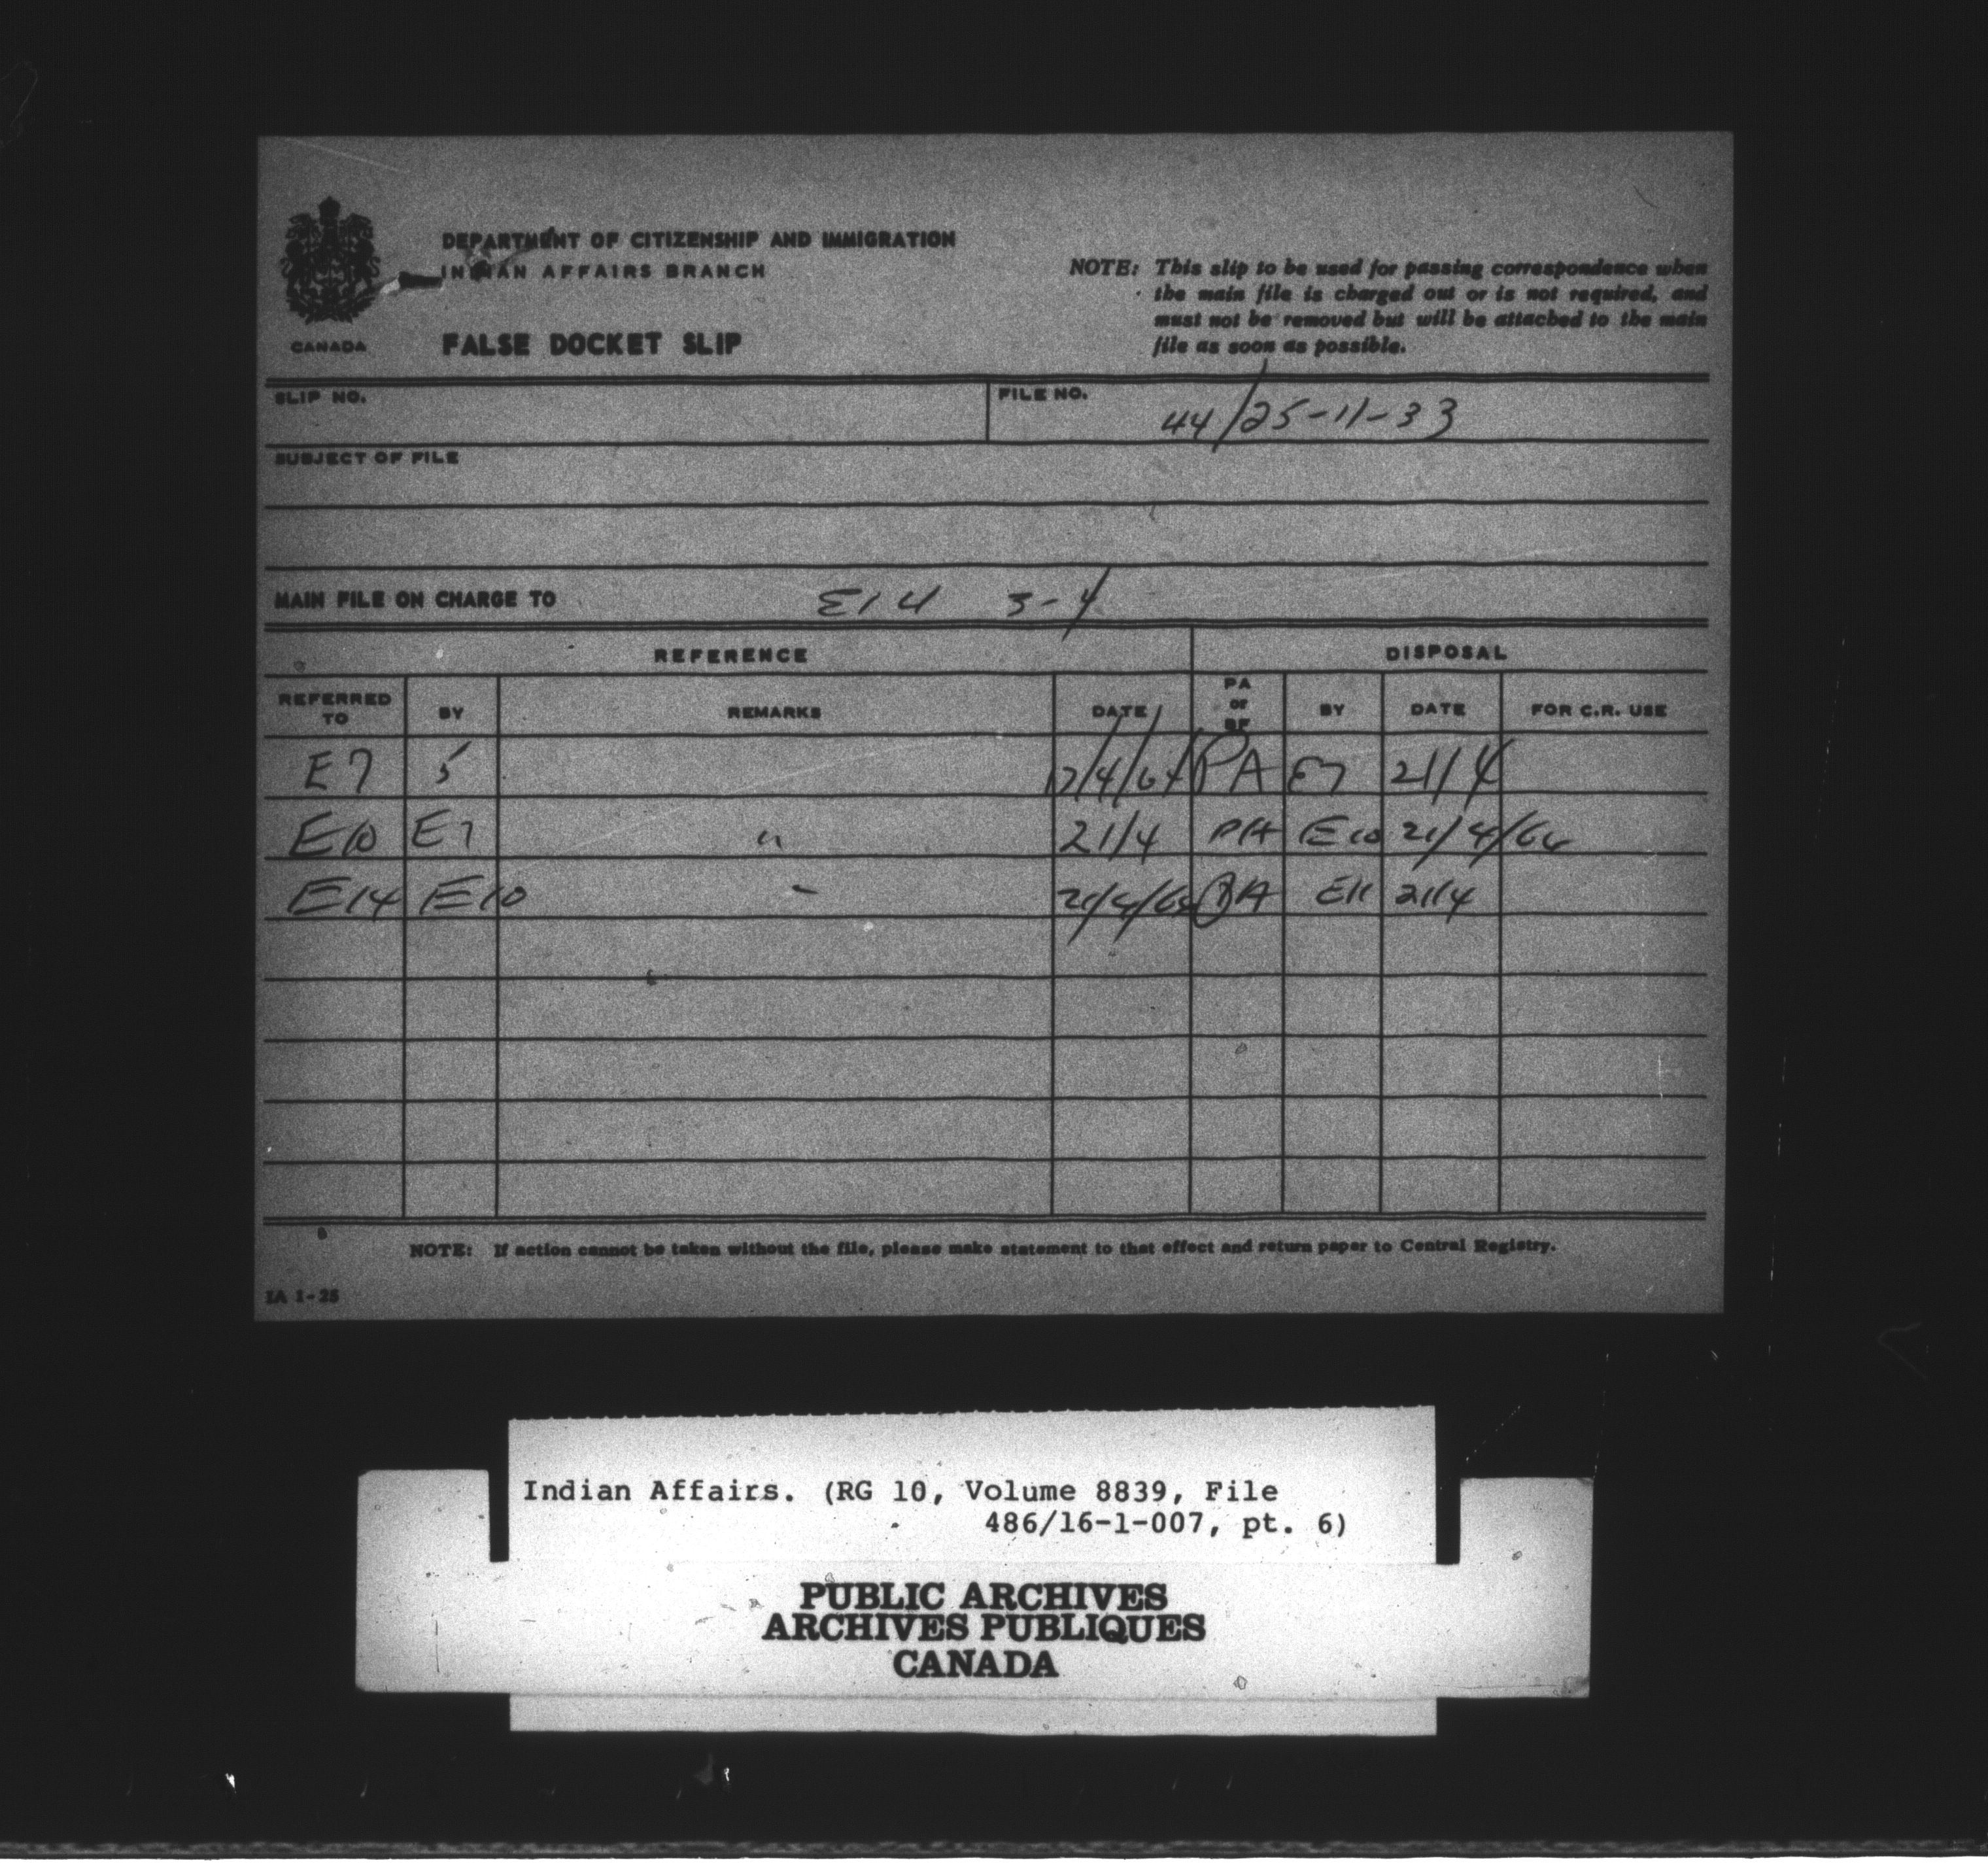 DEPARTMENT OF CITIZENSHIP AND IMMIGRATION
INDIAN AFFAIRS BRANCH
CANADA
FALSE DOCKET SLIP
NOTE: This slip to be used for passing correspondence when
the main file is charged out or is not required, and
must not be removed but will be attached to the main
file as soon as possible.
SLIP NO.
FILE NO. 44/25-11-33
SUBJECT OF FILE
MAIN FILE ON CHARGE TO E14 3-4
REFERENCE DISPOSAL
REFERRED TO BY REMARKS DATE PA or BF BY DATE FOR C.R. USE
E7 5 17/4/64 PA E7 21/4
E10 E7 " 21/4 PA E10 21/4/64
E14 E10 - 21/4/64 PA E11 21/4
NOTE: If action cannot be taken without the file, please make statement to that effect and return paper to Central Registry.
IA 1-25
Indian Affairs. (RG 10, Volume 8839, File
486/16-1-007, pt. 6)
PUBLIC ARCHIVES
ARCHIVES PUBLIQUES
CANADA